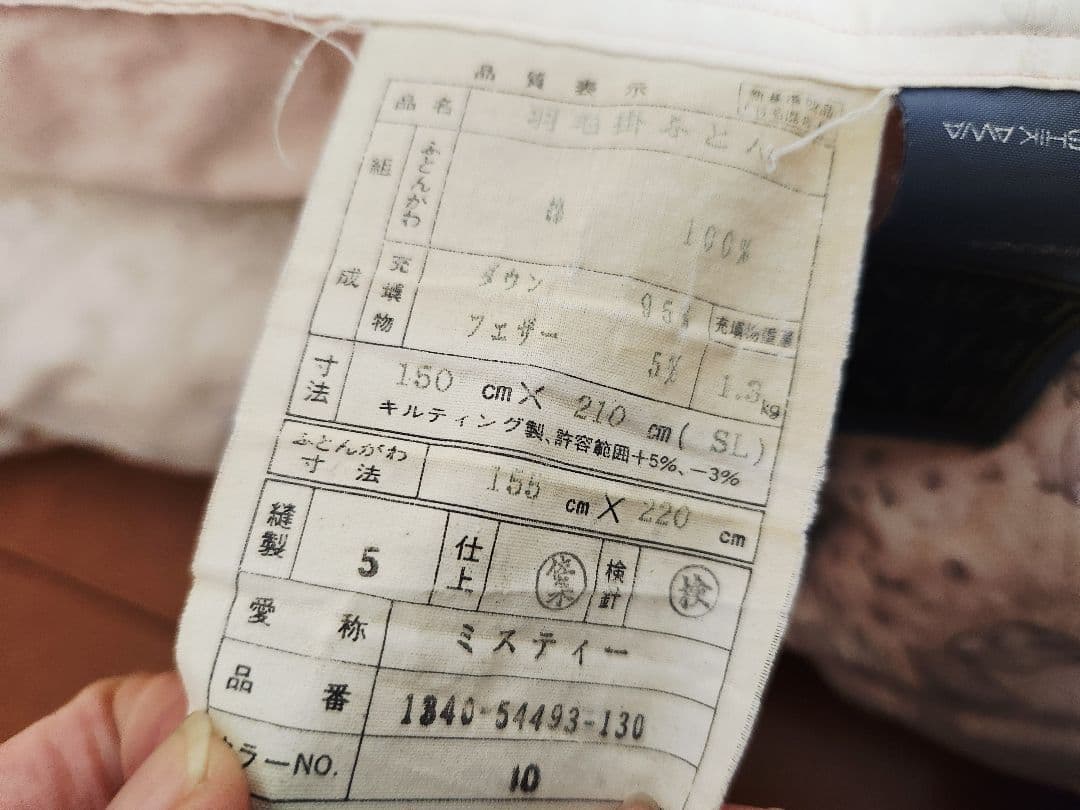 品質表示
品名 羽毛掛ふとん
組成 ふとんがわ 綿 100%
充填物 ダウン 95%
フェザー 5%
充填物重量 1.3kg
寸法 150 cm× 210 cm( SL)
キルティング製、許容範囲+5%、-3%
ふとんがわ寸法 155 cm× 220 cm
縫製 5 仕上 検針 検
愛称 ミスティー
品番 1340-54493-130
カラーNO. 10